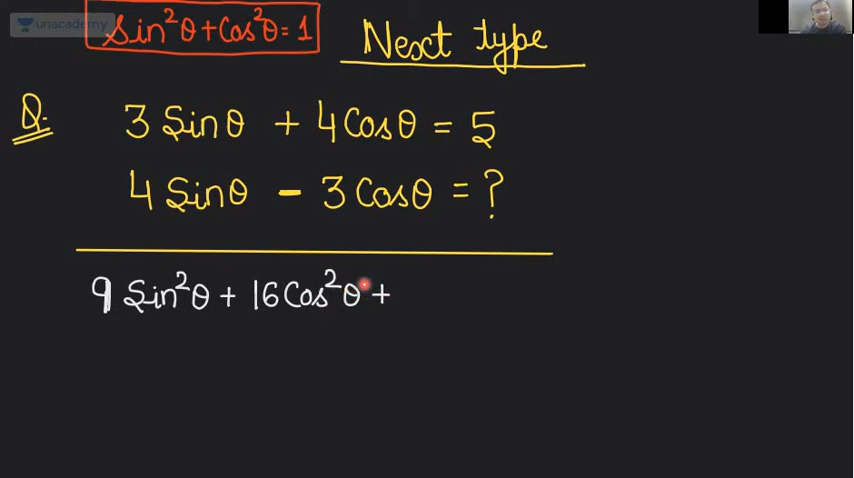 unacademy
Sin²θ + Cos²θ = 1
Next type
Q.
3 Sinθ + 4 Cosθ = 5
4 Sinθ - 3 Cosθ = ?
9 Sin²θ + 16 Cos²θ +